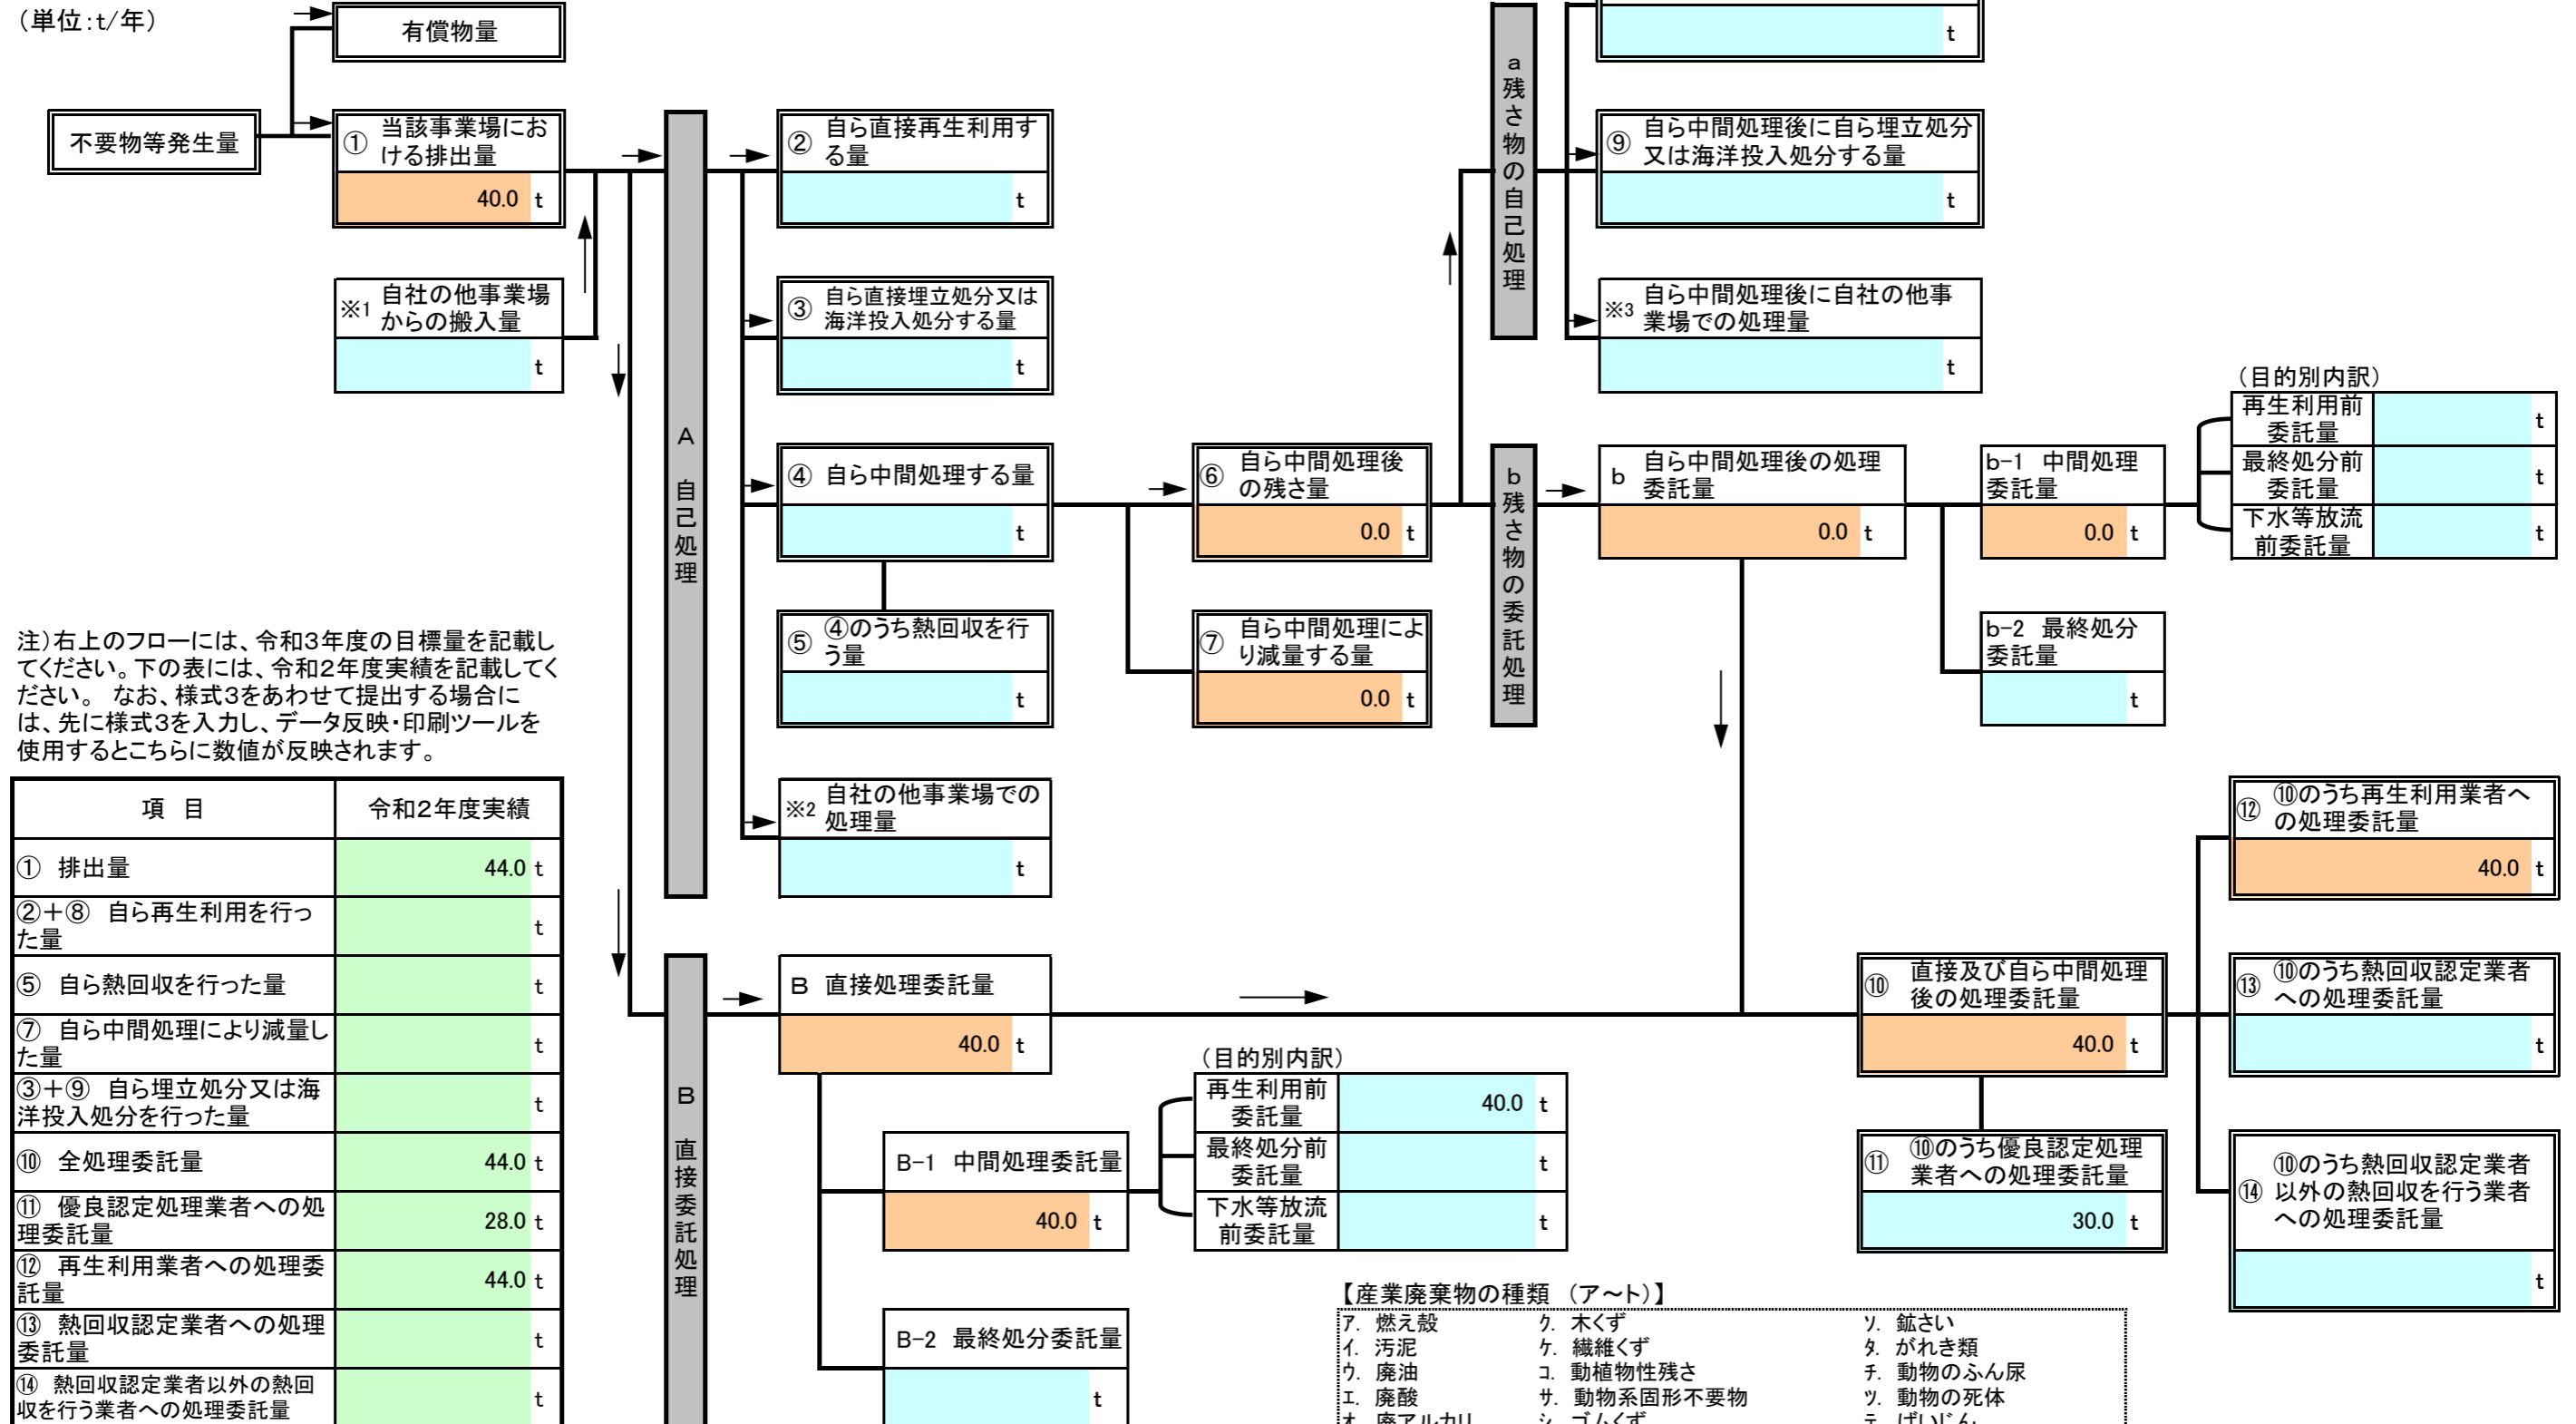 （単位:t/年）
有償物量
不要物等発生量
①
当該事業場にお
ける排出量
40.0 t
※1
自社の他事業場
からの搬入量
t
A 自己処理
②
自ら直接再生利用す
る量
t
③
自ら直接埋立処分又は
海洋投入処分する量
t
④ 自ら中間処理する量
t
⑤
④のうち熱回収を行
う量
t
※2
自社の他事業場での
処理量
t
⑥
自ら中間処理後
の残さ量
0.0 t
⑦
自ら中間処理によ
り減量する量
0.0 t
a残さ物の自己処理
t
⑨
自ら中間処理後に自ら埋立処分
又は海洋投入処分する量
t
※3
自ら中間処理後に自社の他事
業場での処理量
t
b残さ物の委託処理
b
自ら中間処理後の処理
委託量
0.0 t
b-1 中間処理
委託量
0.0 t
（目的別内訳）
再生利用前
委託量
t
最終処分前
委託量
t
下水等放流
前委託量
t
b-2 最終処分
委託量
t
注）右上のフローには、令和３年度の目標量を記載し
てください。下の表には、令和２年度実績を記載してく
ださい。 なお、様式３をあわせて提出する場合に
は、先に様式３を入力し、データ反映・印刷ツールを
使用するとこちらに数値が反映されます。
項 目 令和２年度実績
① 排出量 44.0 t
②＋⑧ 自ら再生利用を行っ
た量
t
⑤ 自ら熱回収を行った量 t
⑦ 自ら中間処理により減量し
た量
t
③＋⑨ 自ら埋立処分又は海
洋投入処分を行った量
t
⑩ 全処理委託量 44.0 t
⑪ 優良認定処理業者への処
理委託量
28.0 t
⑫ 再生利用業者への処理委
託量
44.0 t
⑬ 熱回収認定業者への処理
委託量
t
⑭ 熱回収認定業者以外の熱回
収を行う業者への処理委託量
t
B 直接委託処理
B 直接処理委託量
40.0 t
B-1 中間処理委託量
40.0 t
（目的別内訳）
再生利用前
委託量
40.0 t
最終処分前
委託量
t
下水等放流
前委託量
t
B-2 最終処分委託量
t
⑩
直接及び自ら中間処理
後の処理委託量
40.0 t
⑪
⑩のうち優良認定処理
業者への処理委託量
30.0 t
⑫
⑩のうち再生利用業者へ
の処理委託量
40.0 t
⑬
⑩のうち熱回収認定業者
への処理委託量
t
⑭
⑩のうち熱回収認定業者
以外の熱回収を行う業者
への処理委託量
t
【産業廃棄物の種類 （ア～ト）】
ｱ. 燃え殻 ｸ. 木くず ｿ. 鉱さい
ｲ. 汚泥 ｹ. 繊維くず ﾀ. がれき類
ｳ. 廃油 ｺ. 動植物性残さ ﾁ. 動物のふん尿
ｴ. 廃酸 ｻ. 動物系固形不要物 ﾂ. 動物の死体
ｵ. 廃アルカリ ｼ. ゴムくず ﾃ. ばいじん